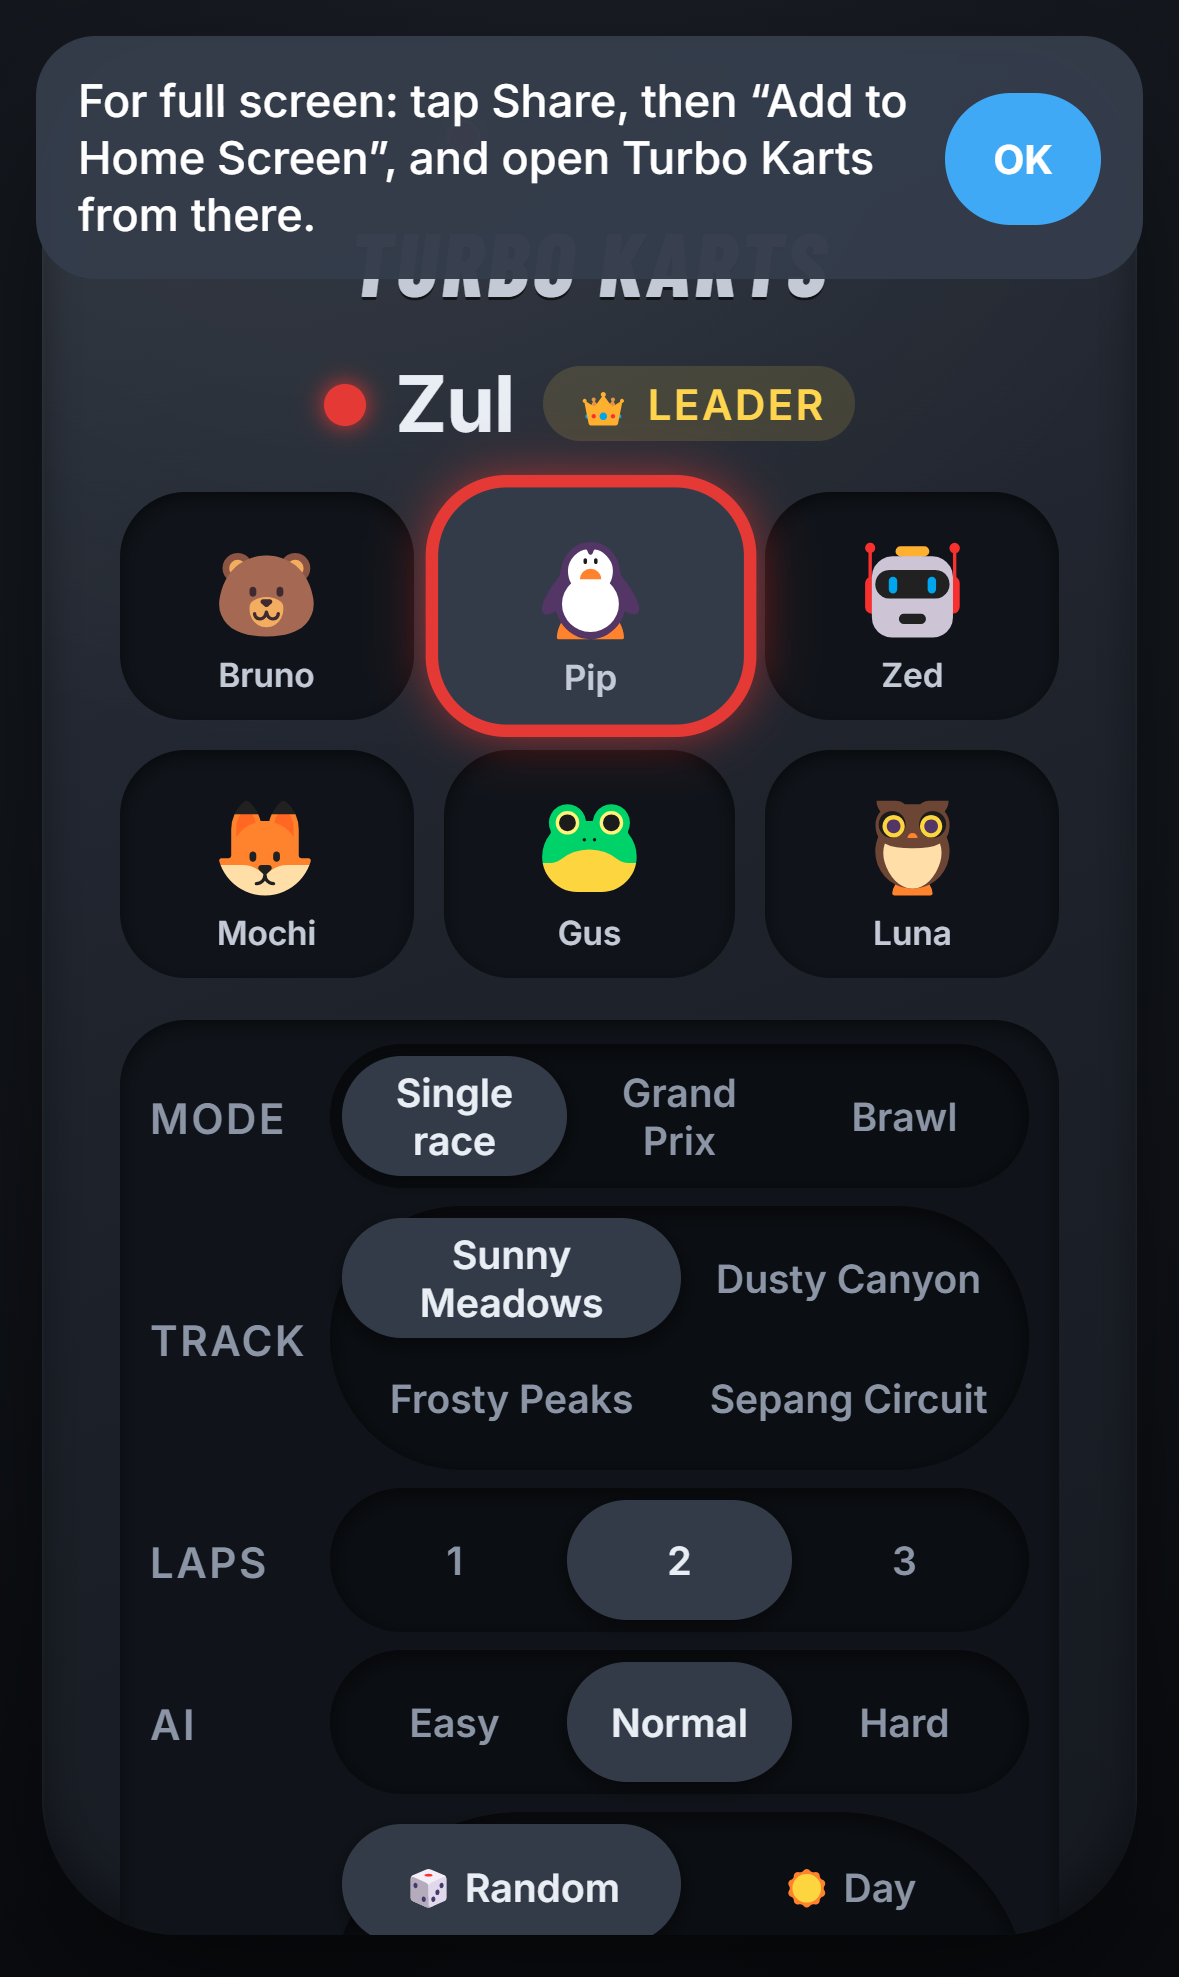 For full screen: tap Share, then “Add to
Home Screen”, and open Turbo Karts
from there.
OK
TURBO KARTS
Zul
LEADER
Bruno
Pip
Zed
Mochi
Gus
Luna
MODE
Single
race
Grand
Prix
Brawl
TRACK
Sunny
Meadows
Dusty Canyon
Frosty Peaks
Sepang Circuit
LAPS
1
2
3
AI
Easy
Normal
Hard
Random
Day